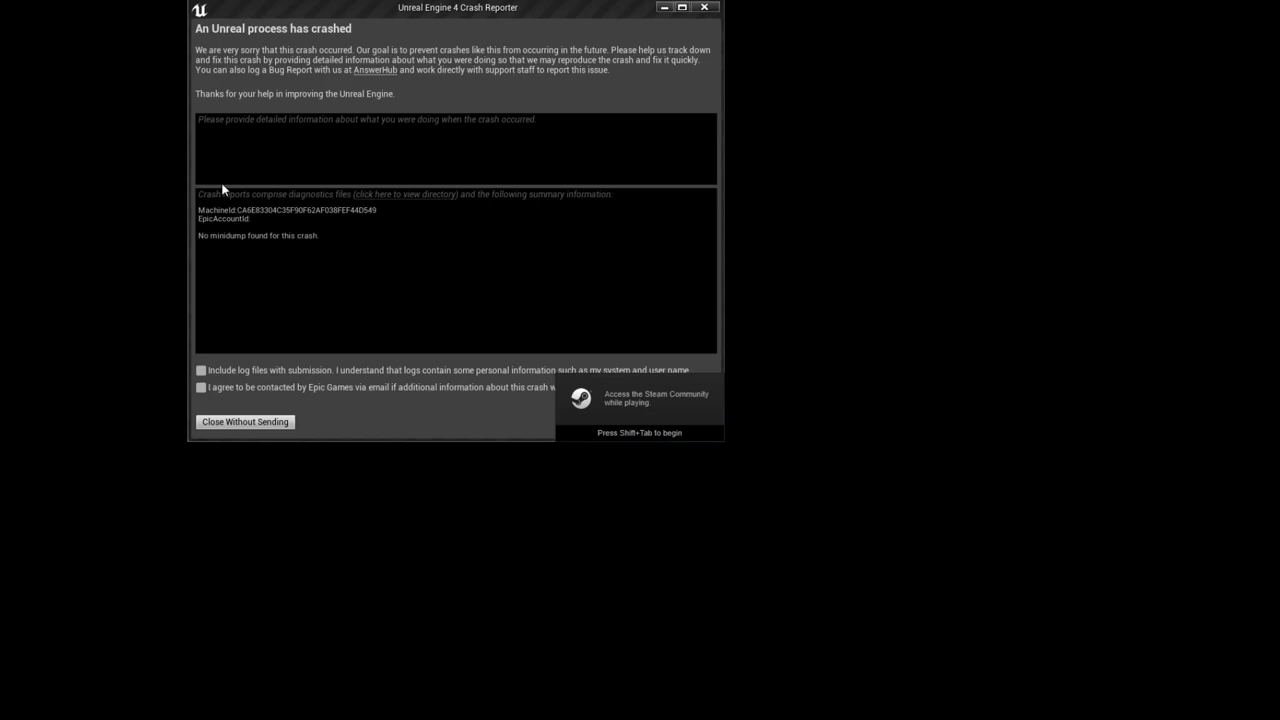 Unreal Engine 4 Crash Reporter
An Unreal process has crashed
We are very sorry that this crash occurred. Our goal is to prevent crashes like this from occurring in the future. Please help us track down
and fix this crash by providing detailed information about what you were doing so that we may reproduce the crash and fix it quickly.
You can also log a Bug Report with us at AnswerHub and work directly with support staff to report this issue.
Thanks for your help in improving the Unreal Engine.
Please provide detailed information about what you were doing when the crash occurred.
Crash reports comprise diagnostics files (click here to view directory) and the following summary information:
MachineId:CA6E83304C35F90F62AF038FEF44D549
EpicAccountId:
No minidump found for this crash.
Include log files with submission. I understand that logs contain some personal information such as my system and user name
I agree to be contacted by Epic Games via email if additional information about this crash w
Access the Steam Community
while playing.
Close Without Sending
Press Shift+Tab to begin